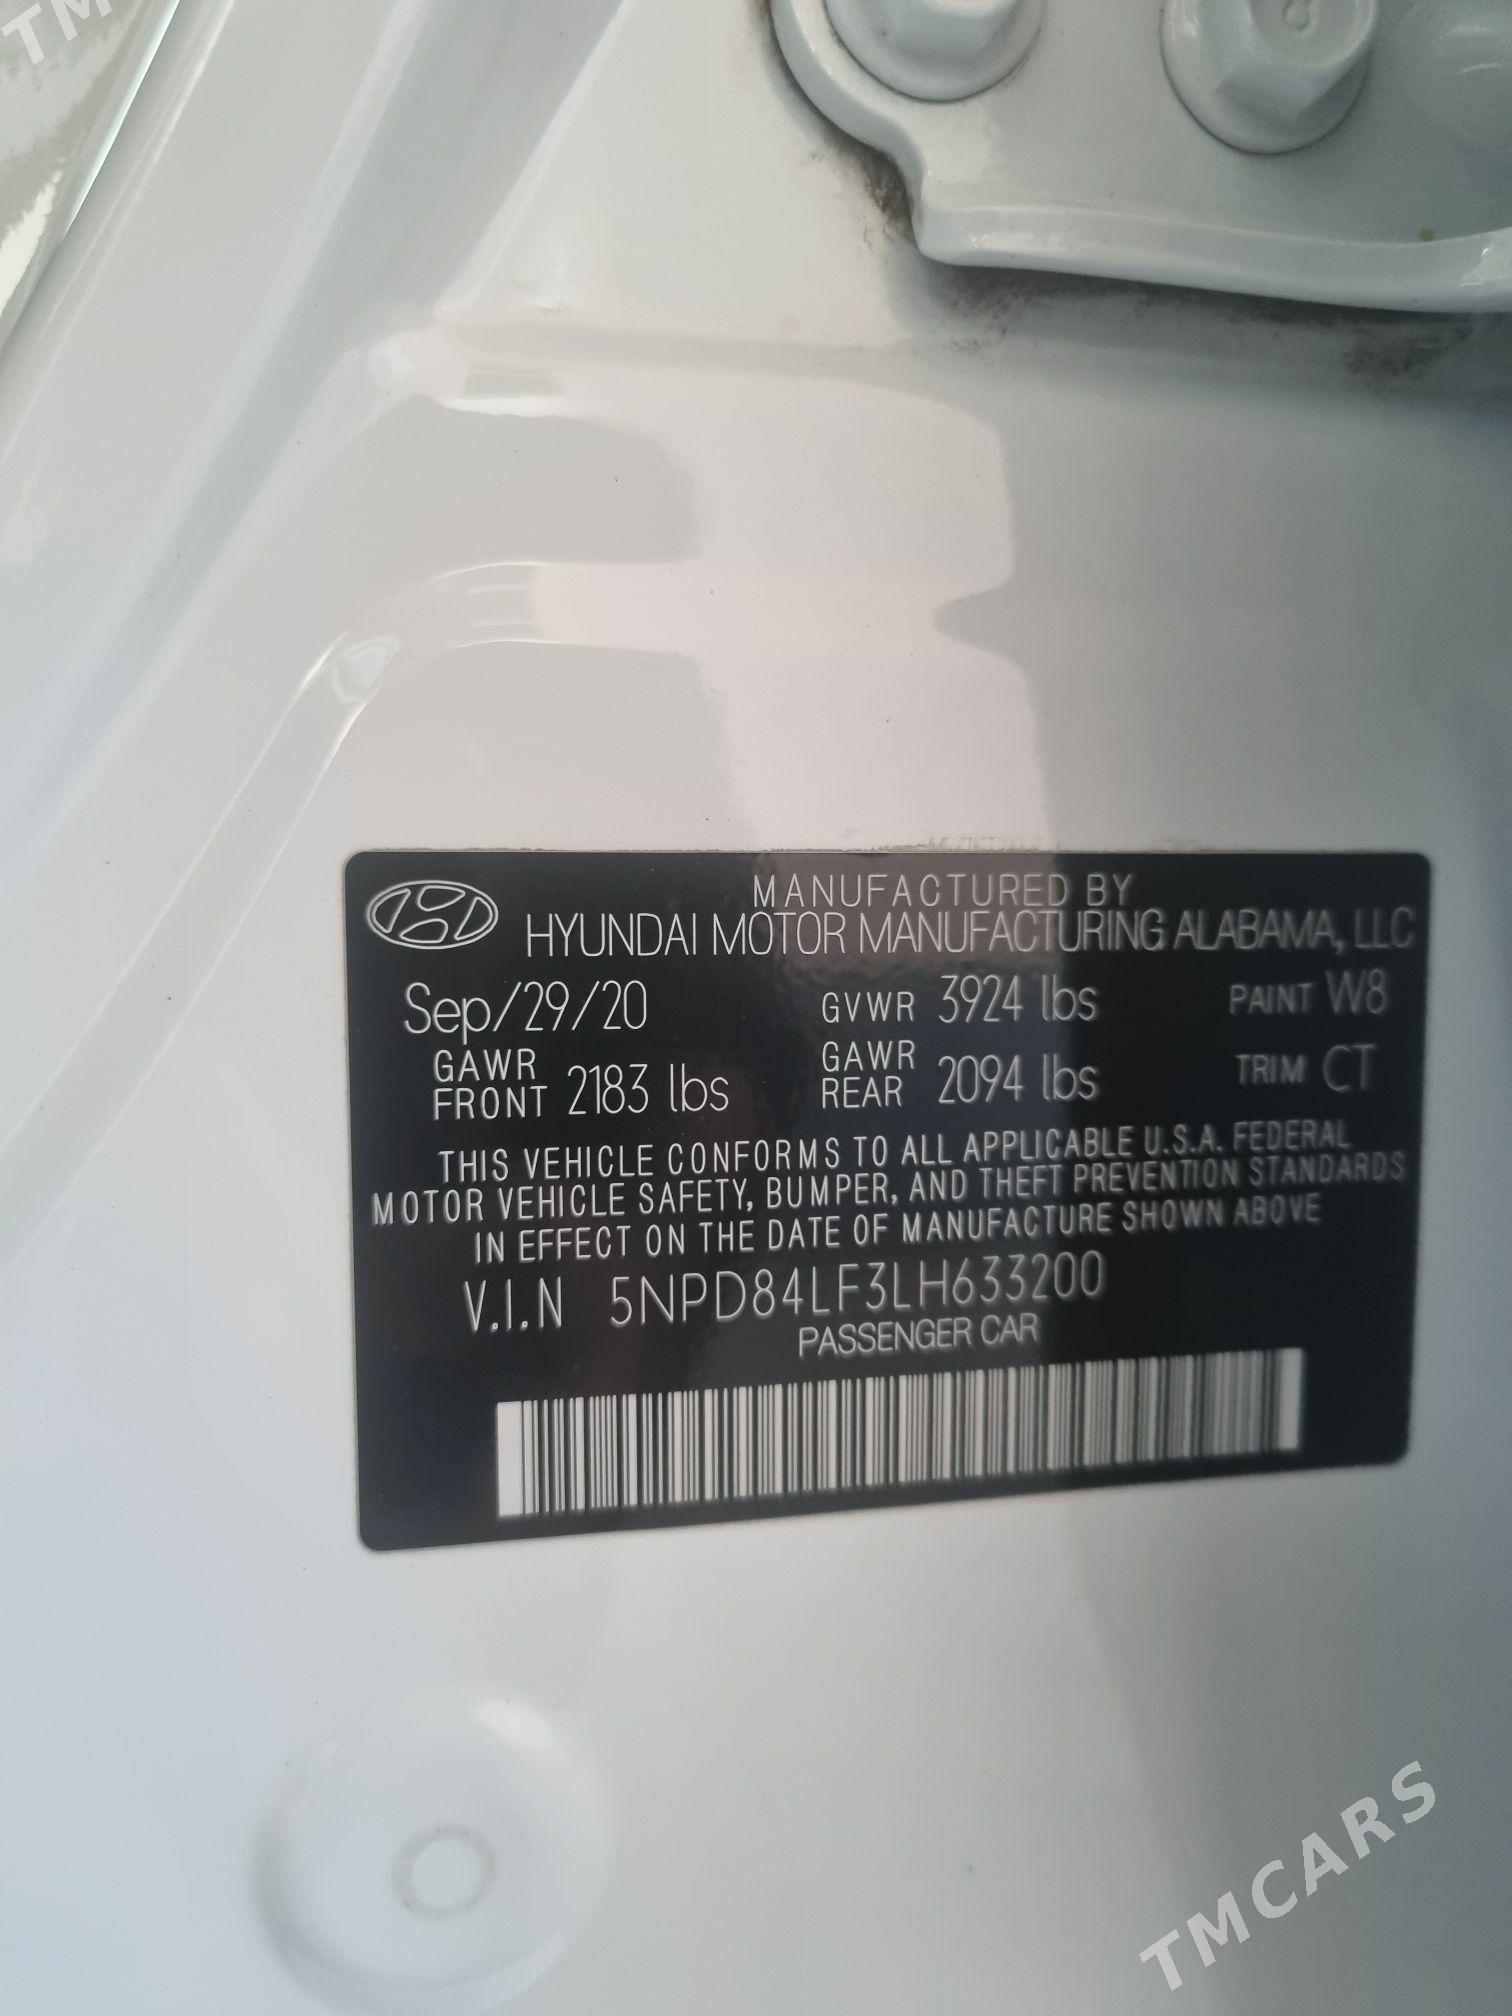 TM
MANUFACTURED BY
HYUNDAI MOTOR MANUFACTURING ALABAMA, LLC
Sep/29/20 GVWR 3924 lbs PAINT W8
GAWR FRONT 2183 lbs GAWR REAR 2094 lbs TRIM CT
THIS VEHICLE CONFORMS TO ALL APPLICABLE U.S.A. FEDERAL
MOTOR VEHICLE SAFETY, BUMPER, AND THEFT PREVENTION STANDARDS
IN EFFECT ON THE DATE OF MANUFACTURE SHOWN ABOVE
V.I.N 5NPD84LF3LH633200
PASSENGER CAR
TMCARS